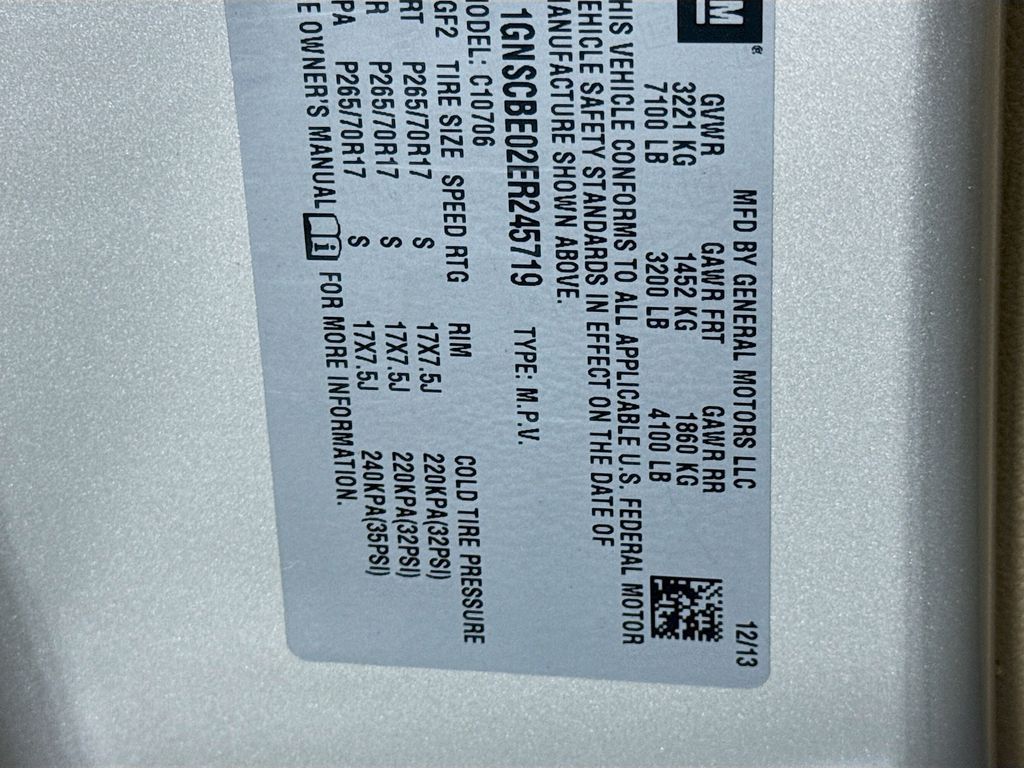 GM
®
MFD BY GENERAL MOTORS LLC 12/13
GVWR GAWR FRT GAWR RR
3221 KG 1452 KG 1860 KG
7100 LB 3200 LB 4100 LB
HIS VEHICLE CONFORMS TO ALL APPLICABLE U.S. FEDERAL MOTOR
EHICLE SAFETY STANDARDS IN EFFECT ON THE DATE OF
ANUFACTURE SHOWN ABOVE.
1GNSCBE02ER245719 TYPE: M.P.V.
ODEL: C10706
GF2 TIRE SIZE SPEED RTG RIM COLD TIRE PRESSURE
RT P265/70R17 S 17X7.5J 220KPA(32PSI)
R P265/70R17 S 17X7.5J 220KPA(32PSI)
PA P265/70R17 S 17X7.5J 240KPA(35PSI)
E OWNER'S MANUAL i FOR MORE INFORMATION.